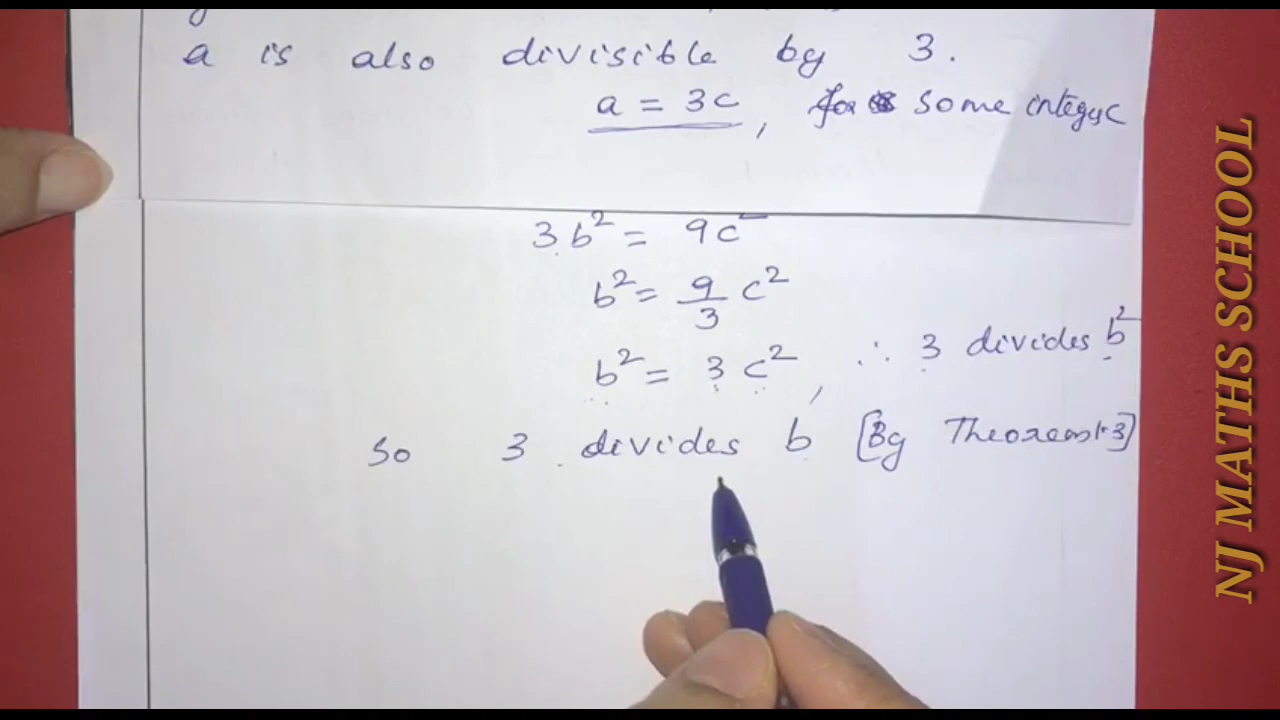 a is also divisible by 3.
a = 3c, for some integer c
3b² = 9c²
b² = 9/3 c²
b² = 3c², ∴ 3 divides b²
so 3 divides b [By Theorem 1.3]
NJ MATHS SCHOOL